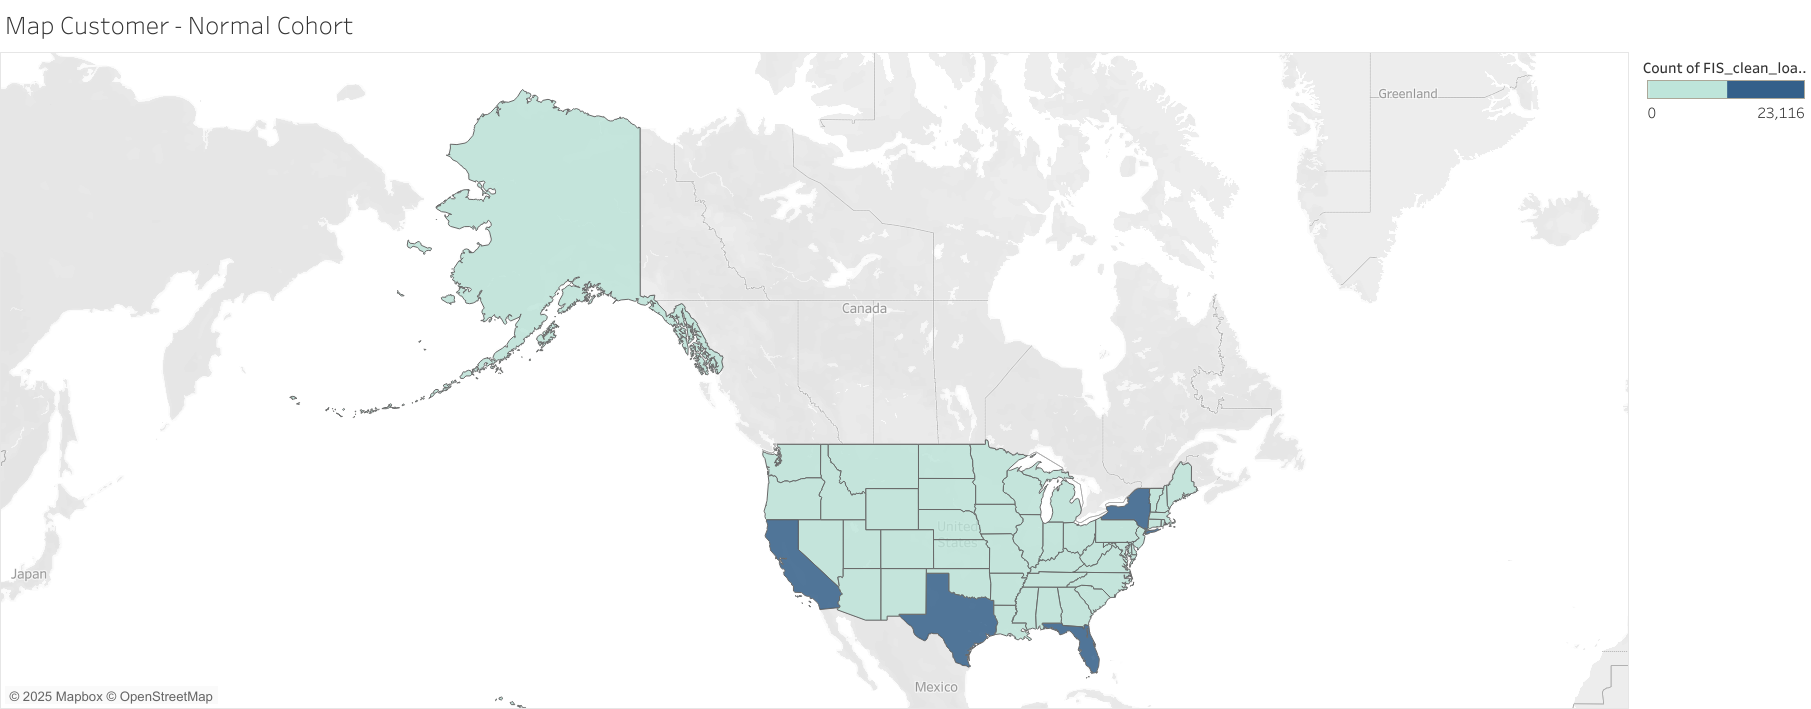 Map Customer - Normal Cohort
Count of FIS_clean_loa..
0 23,116
Greenland
Canada
United
States
Japan
Mexico
© 2025 Mapbox © OpenStreetMap